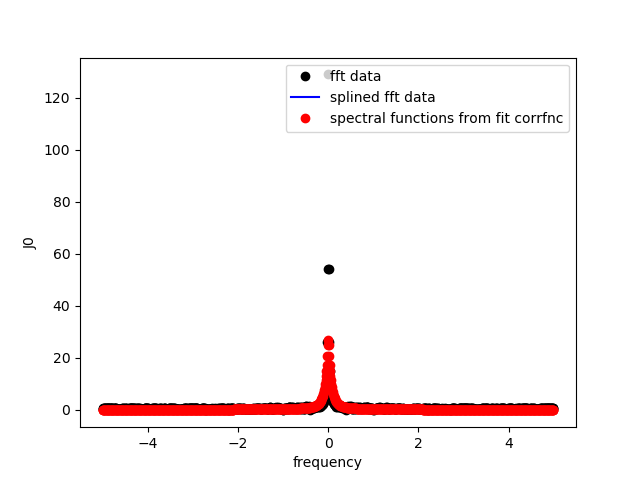 fft data
splined fft data
spectral functions from fit corrfnc
120
100
80
60
40
20
0
J0
−4
−2
0
2
4
frequency